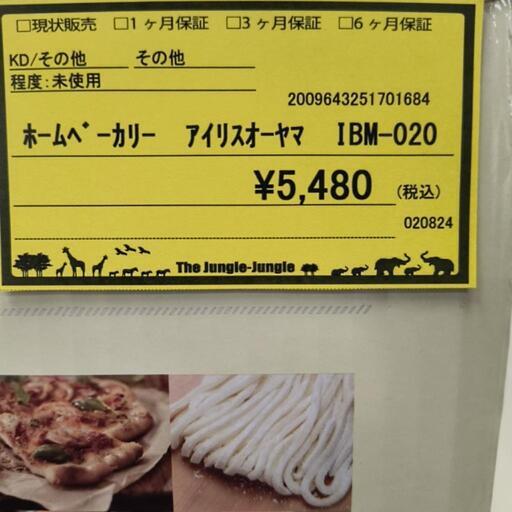 □現状販売 □1ヶ月保証 □3ヶ月保証 □6ヶ月保証
KD/その他 その他
程度:未使用
2009643251701684
ホームベーカリー アイリスオーヤマ IBM-020
¥5,480 (税込)
020824
The Jungle-Jungle